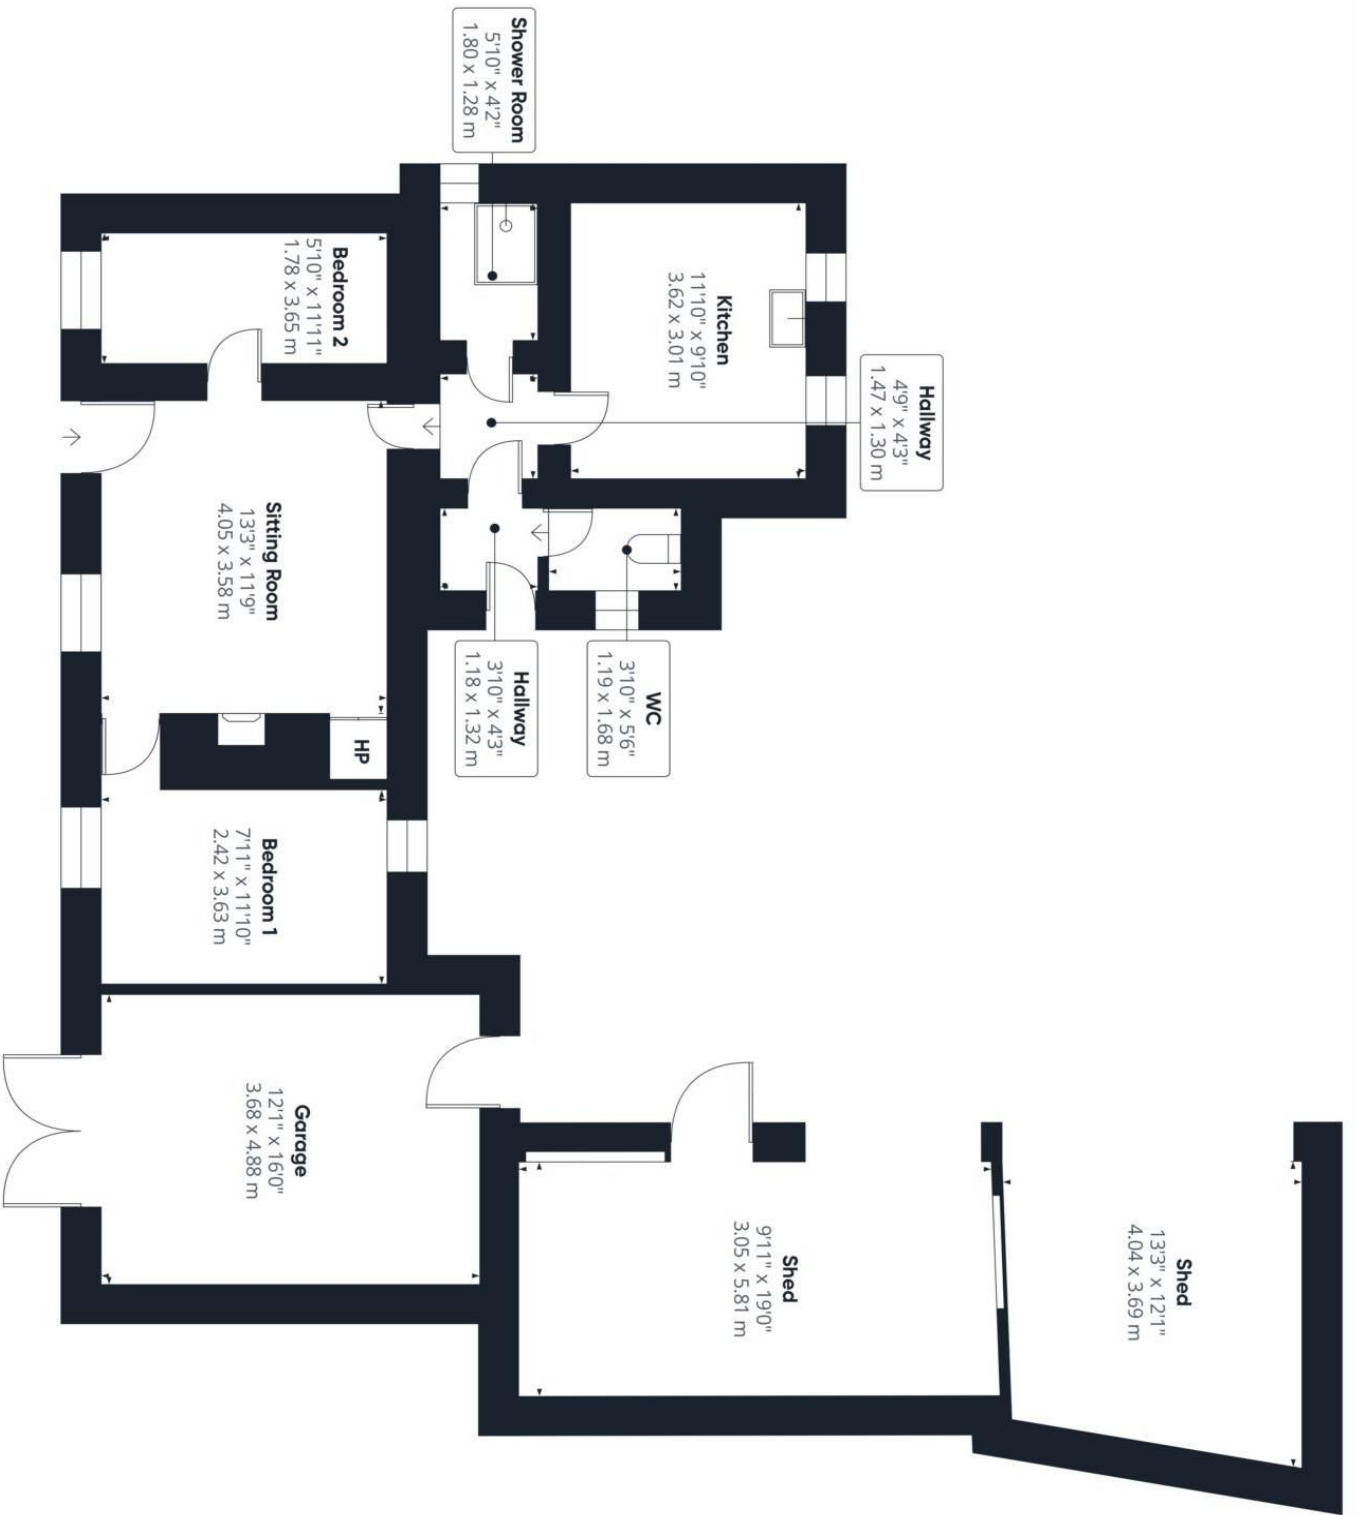 Shower Room
5'10" x 4'2"
1.80 x 1.28 m
Kitchen
11'10" x 9'10"
3.62 x 3.01 m
Hallway
4'9" x 4'3"
1.47 x 1.30 m
Bedroom 2
5'10" x 11'11"
1.78 x 3.65 m
Sitting Room
13'3" x 11'9"
4.05 x 3.58 m
Hallway
3'10" x 4'3"
1.18 x 1.32 m
WC
3'10" x 5'6"
1.19 x 1.68 m
HP
Bedroom 1
7'11" x 11'10"
2.42 x 3.63 m
Garage
12'1" x 16'0"
3.68 x 4.88 m
Shed
9'11" x 19'0"
3.05 x 5.81 m
Shed
13'3" x 12'1"
4.04 x 3.69 m